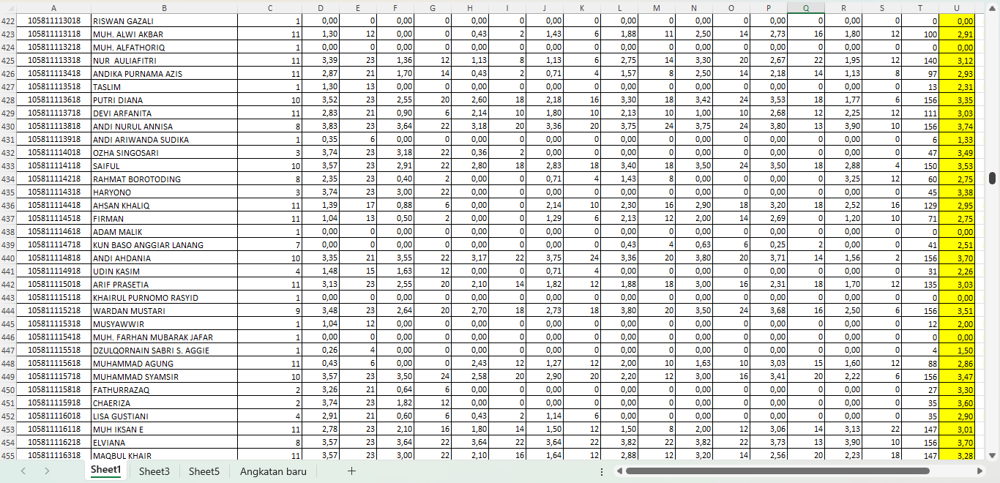 A B C D E F G H I J K L M N O P Q R S T U
422 105811113018 RISWAN GAZALI 1 0,00 0 0,00 0 0,00 0 0,00 0 0,00 0 0,00 0 0,00 0 0,00 0 0 0,00
423 105811113118 MUH. ALWI AKBAR 11 1,30 12 0,00 0 0,43 2 1,43 6 1,88 11 2,50 14 2,73 16 1,80 12 100 2,91
424 105811113218 MUH. ALFATHORIQ 1 0,00 0 0,00 0 0,00 0 0,00 0 0,00 0 0,00 0 0,00 0 0,00 0 0 0,00
425 105811113318 NUR AULIAFITRI 11 3,39 23 1,36 12 1,13 8 1,13 6 2,75 14 3,30 20 2,67 22 1,95 12 140 3,12
426 105811113418 ANDIKA PURNAMA AZIS 11 2,87 21 1,70 14 0,43 2 0,71 4 1,57 8 2,50 14 2,18 14 1,13 8 97 2,93
427 105811113518 TASLIM 1 1,30 13 0,00 0 0,00 0 0,00 0 0,00 0 0,00 0 0,00 0 0,00 0 13 2,31
428 105811113618 PUTRI DIANA 10 3,52 23 2,55 20 2,60 18 2,18 16 3,30 18 3,42 24 3,53 18 1,77 6 156 3,35
429 105811113718 DEVI ARFANITA 11 2,83 21 0,90 6 2,14 10 1,80 10 2,13 10 1,00 10 2,68 12 2,25 12 111 3,03
430 105811113818 ANDI NURUL ANNISA 8 3,83 23 3,64 22 3,18 20 3,36 20 3,75 24 3,75 24 3,80 13 3,90 10 156 3,74
431 105811113918 ANDI ARIWANDA SUDIKA 1 0,35 6 0,00 0 0,00 0 0,00 0 0,00 0 0,00 0 0,00 0 0,00 0 6 1,33
432 105811114018 OZHA SINGOSARI 3 3,74 23 3,18 22 0,36 2 0,00 0 0,00 0 0,00 0 0,00 0 0,00 0 47 3,49
433 105811114118 SAIFUL 10 3,57 23 2,91 22 2,80 18 2,83 18 3,40 18 3,50 24 3,50 18 2,88 4 150 3,53
434 105811114218 RAHMAT BOROTODING 8 2,35 23 0,40 2 0,00 0 0,71 4 1,43 8 0,00 0 0,00 0 3,25 12 60 2,75
435 105811114318 HARYONO 3 3,74 23 3,00 22 0,00 0 0,00 0 0,00 0 0,00 0 0,00 0 0,00 0 45 3,38
436 105811114418 AHSAN KHALIQ 11 1,39 17 0,88 6 0,00 0 2,14 10 2,30 16 2,90 18 3,20 18 2,52 16 129 2,95
437 105811114518 FIRMAN 11 1,04 13 0,50 2 0,00 0 1,29 6 2,13 12 2,00 14 2,69 0 1,20 10 71 2,75
438 105811114618 ADAM MALIK 1 0,00 0 0,00 0 0,00 0 0,00 0 0,00 0 0,00 0 0,00 0 0,00 0 0 0,00
439 105811114718 KUN BASO ANGGIAR LANANG 7 0,00 0 0,00 0 0,00 0 0,00 0 0,43 4 0,63 6 0,25 2 0,00 0 41 2,51
440 105811114818 ANDI AHDANIA 10 3,35 21 3,55 22 3,17 22 3,75 24 3,36 20 3,80 20 3,71 14 1,56 2 156 3,70
441 105811114918 UDIN KASIM 4 1,48 15 1,63 12 0,00 0 0,71 4 0,00 0 0,00 0 0,00 0 0,00 0 31 2,26
442 105811115018 ARIF PRASETIA 11 3,13 23 2,55 20 2,10 14 1,82 12 1,88 18 3,00 16 2,31 18 1,70 12 135 3,03
443 105811115118 KHAIRUL PURNOMO RASYID 1 0,00 0 0,00 0 0,00 0 0,00 0 0,00 0 0,00 0 0,00 0 0,00 0 0 0,00
444 105811115218 WARDAN MUSTARI 9 3,48 23 2,64 20 2,70 18 2,73 18 3,80 20 3,50 24 3,68 16 2,50 6 156 3,51
445 105811115318 MUSYAWWIR 1 1,04 12 0,00 0 0,00 0 0,00 0 0,00 0 0,00 0 0,00 0 0,00 0 12 2,00
446 105811115418 MUH. FARHAN MUBARAK JAFAR 1 0,00 0 0,00 0 0,00 0 0,00 0 0,00 0 0,00 0 0,00 0 0,00 0 0 0,00
447 105811115518 DZULQORNAIN SABRI S. AGGIE 1 0,26 4 0,00 0 0,00 0 0,00 0 0,00 0 0,00 0 0,00 0 0,00 0 4 1,50
448 105811115618 MUHAMMAD AGUNG 11 0,43 6 0,00 0 2,43 12 1,27 12 2,00 10 1,63 10 3,03 15 1,60 12 88 2,86
449 105811115718 MUHAMMAD SYAMSIR 10 3,57 23 3,50 24 2,58 20 2,90 20 2,20 12 3,00 16 3,41 20 2,22 6 156 3,47
450 105811115818 FATHURRAZAQ 2 3,26 21 0,64 6 0,00 0 0,00 0 0,00 0 0,00 0 0,00 0 0,00 0 27 3,30
451 105811115918 CHAERIZA 2 3,74 23 1,82 12 0,00 0 0,00 0 0,00 0 0,00 0 0,00 0 0,00 0 35 3,60
452 105811116018 LISA GUSTIANI 4 2,91 21 0,60 6 0,43 2 1,14 6 0,00 0 0,00 0 0,00 0 0,00 0 35 2,90
453 105811116118 MUH IKSAN E 11 2,78 23 2,10 16 1,80 14 1,50 12 1,50 8 2,00 12 3,06 14 3,13 22 147 3,01
454 105811116218 ELVIANA 8 3,57 23 3,64 22 3,64 22 3,64 22 3,82 22 3,82 22 3,73 13 3,90 10 156 3,70
455 105811116318 MAQBUL KHAIR 11 3,57 23 3,00 22 2,10 16 1,64 12 2,88 12 3,20 14 2,56 20 2,23 18 147 3,28
Sheet1 Sheet3 Sheet5 Angkatan baru